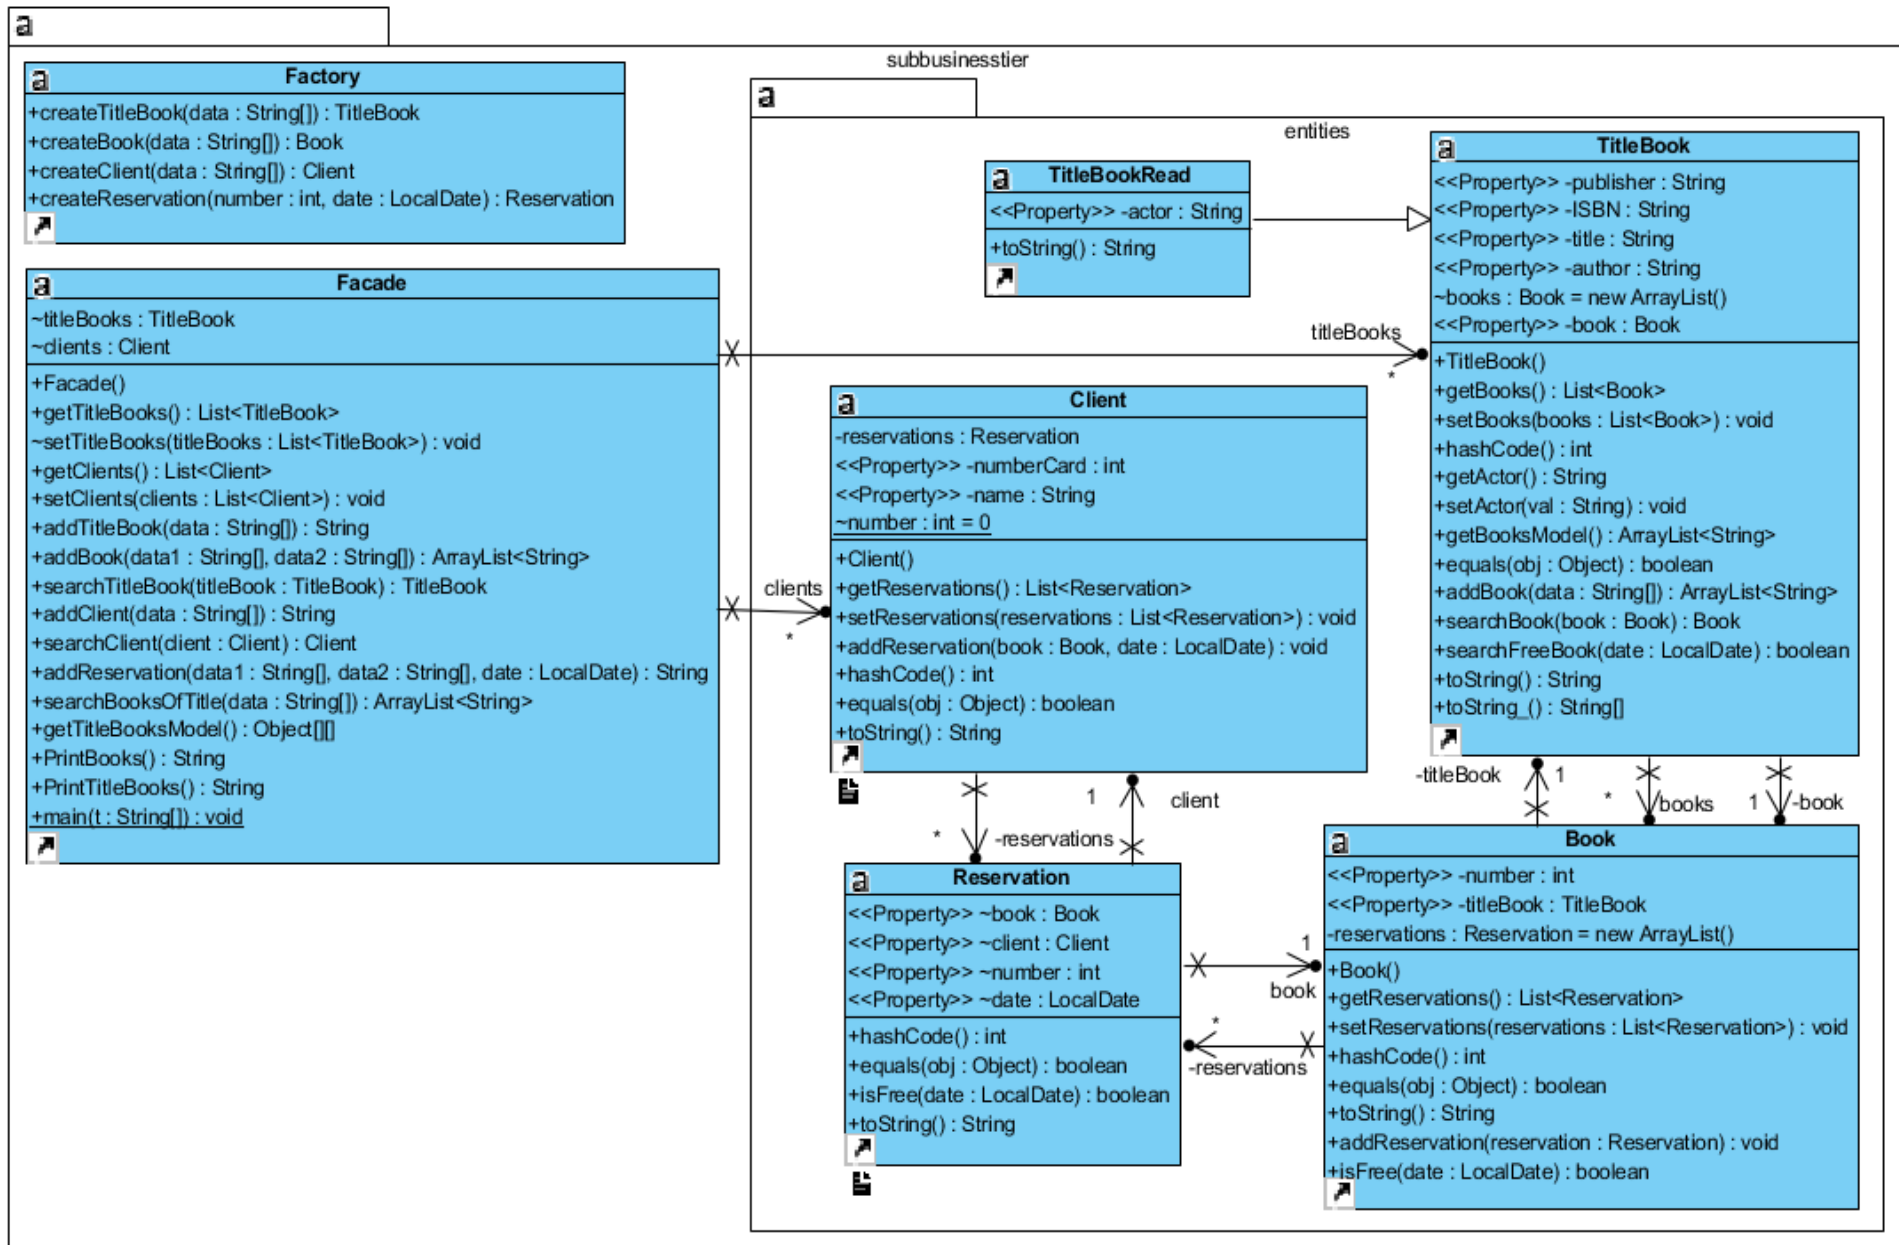 a
subbusinesstier
a
Factory
+createTitleBook(data : String[]) : TitleBook
+createBook(data : String[]) : Book
+createClient(data : String[]) : Client
+createReservation(number : int, date : LocalDate) : Reservation
a
Facade
~titleBooks : TitleBook
~clients : Client
+Facade()
+getTitleBooks() : List<TitleBook>
~setTitleBooks(titleBooks : List<TitleBook>) : void
+getClients() : List<Client>
+setClients(clients : List<Client>) : void
+addTitleBook(data : String[]) : String
+addBook(data1 : String[], data2 : String[]) : ArrayList<String>
+searchTitleBook(titleBook : TitleBook) : TitleBook
+addClient(data : String[]) : String
+searchClient(client : Client) : Client
+addReservation(data1 : String[], data2 : String[], date : LocalDate) : String
+searchBooksOfTitle(data : String[]) : ArrayList<String>
+getTitleBooksModel() : Object[][]
+PrintBooks() : String
+PrintTitleBooks() : String
+main(t : String[]) : void
a
entities
a
TitleBookRead
<<Property>> -actor : String
+toString() : String
a
TitleBook
<<Property>> -publisher : String
<<Property>> -ISBN : String
<<Property>> -title : String
<<Property>> -author : String
~books : Book = new ArrayList()
<<Property>> -book : Book
+TitleBook()
+getBooks() : List<Book>
+setBooks(books : List<Book>) : void
+hashCode() : int
+getActor() : String
+setActor(val : String) : void
+getBooksModel() : ArrayList<String>
+equals(obj : Object) : boolean
+addBook(data : String[]) : ArrayList<String>
+searchBook(book : Book) : Book
+searchFreeBook(date : LocalDate) : boolean
+toString() : String
+toString_() : String[]
titleBooks
*
clients
*
a
Client
-reservations : Reservation
<<Property>> -numberCard : int
<<Property>> -name : String
~number : int = 0
+Client()
+getReservations() : List<Reservation>
+setReservations(reservations : List<Reservation>) : void
+addReservation(book : Book, date : LocalDate) : void
+hashCode() : int
+equals(obj : Object) : boolean
+toString() : String
*
-reservations
1
client
-titleBook
1
*
books
1
-book
a
Reservation
<<Property>> ~book : Book
<<Property>> ~client : Client
<<Property>> ~number : int
<<Property>> ~date : LocalDate
+hashCode() : int
+equals(obj : Object) : boolean
+isFree(date : LocalDate) : boolean
+toString() : String
1
book
*
-reservations
a
Book
<<Property>> -number : int
<<Property>> -titleBook : TitleBook
-reservations : Reservation = new ArrayList()
+Book()
+getReservations() : List<Reservation>
+setReservations(reservations : List<Reservation>) : void
+hashCode() : int
+equals(obj : Object) : boolean
+toString() : String
+addReservation(reservation : Reservation) : void
+isFree(date : LocalDate) : boolean